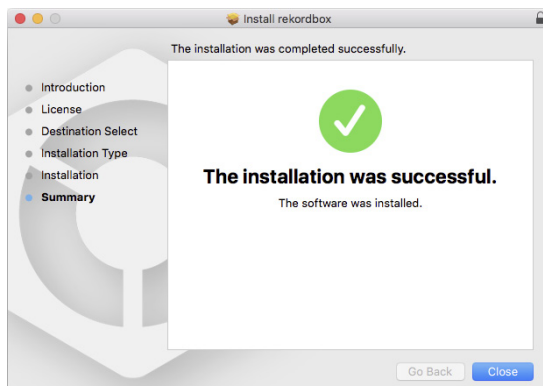 Install rekordbox
The installation was completed successfully.
Introduction
License
Destination Select
Installation Type
Installation
Summary
The installation was successful.
The software was installed.
Go Back
Close